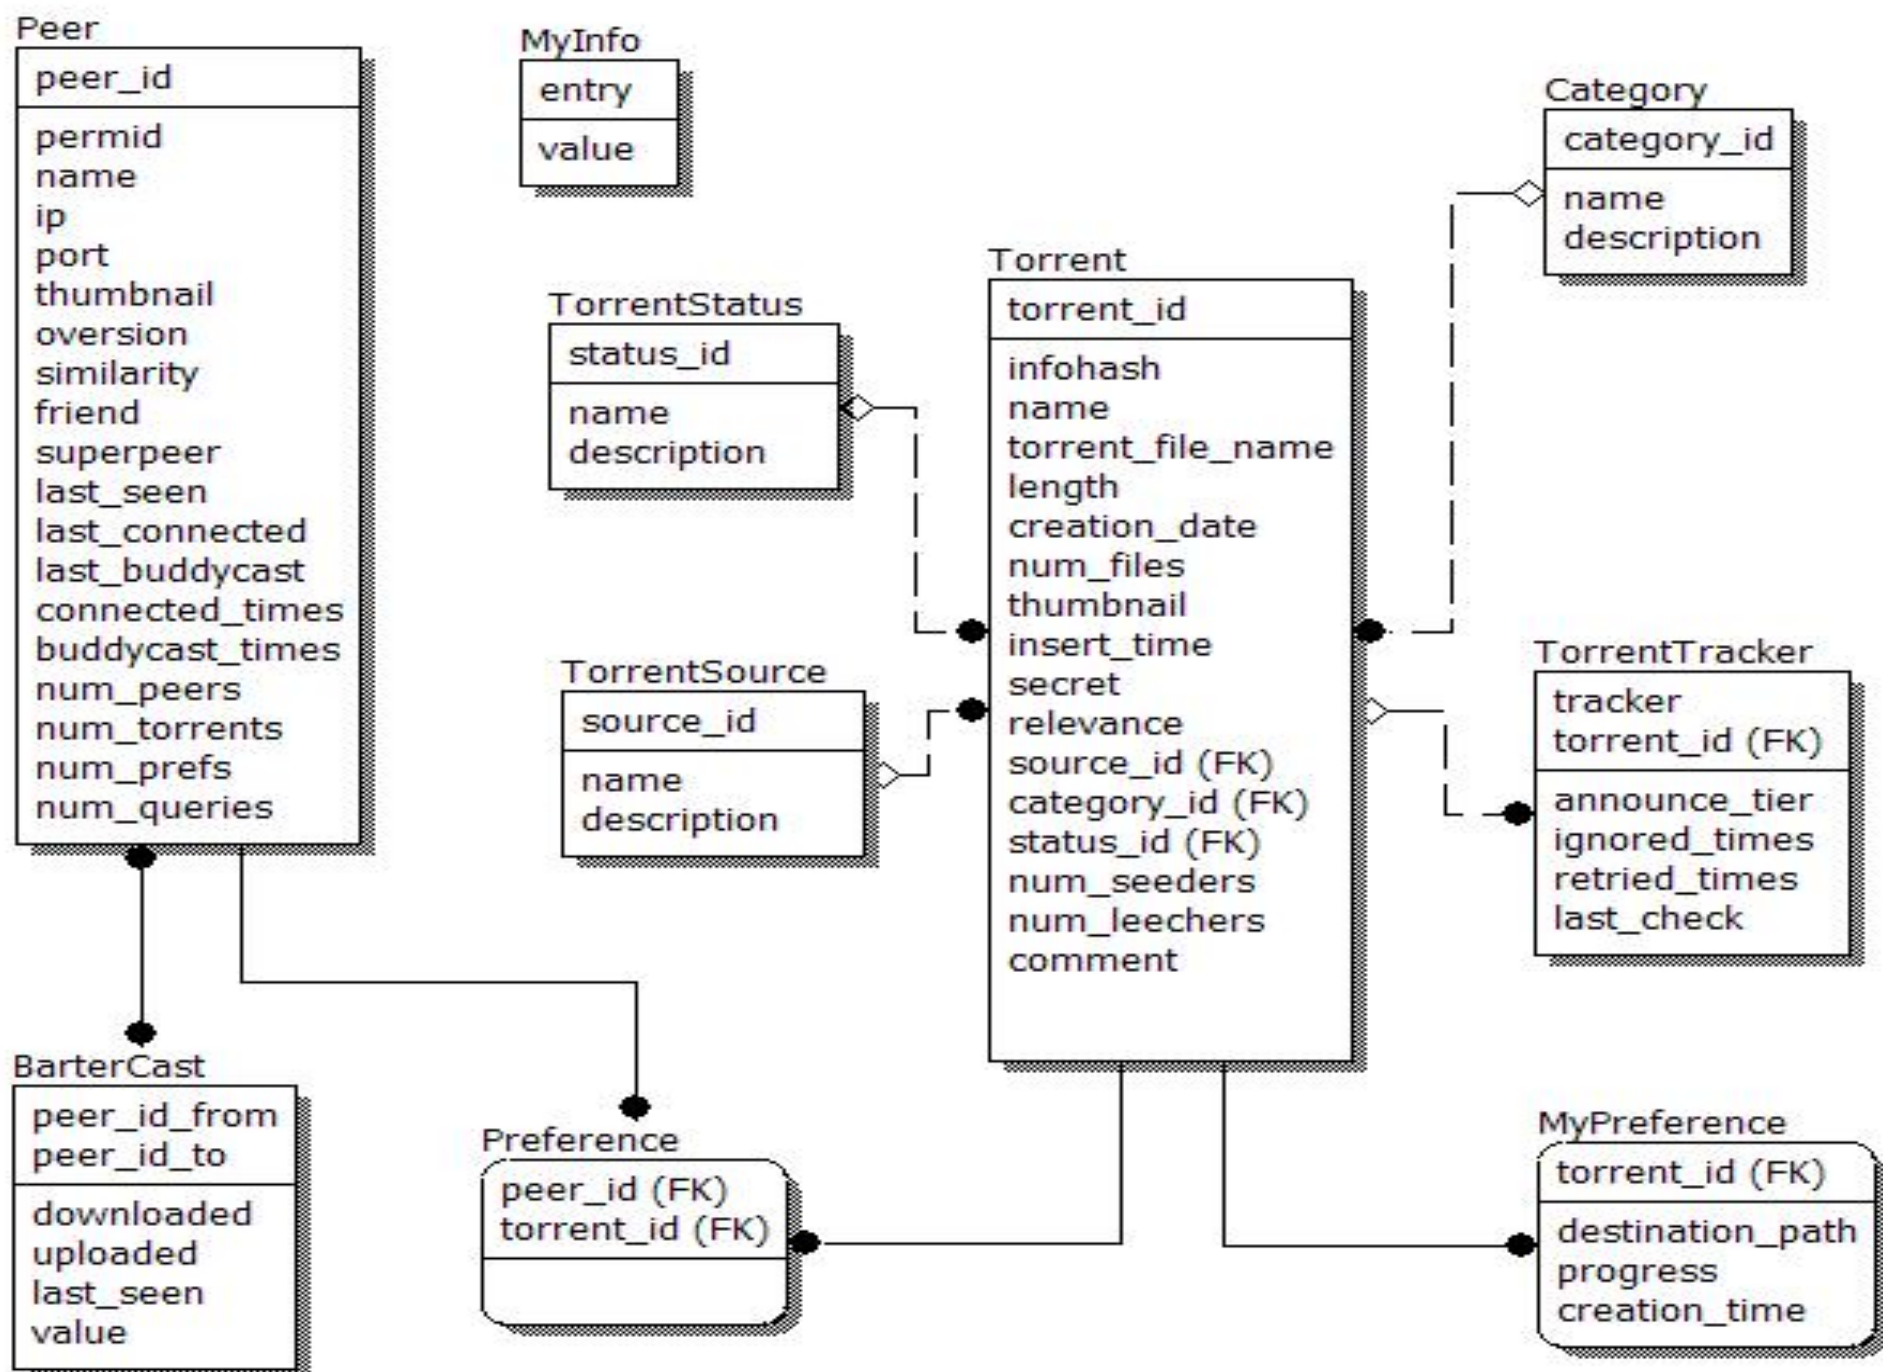 Peer
peer_id
permid
name
ip
port
thumbnail
oversion
similarity
friend
superpeer
last_seen
last_connected
last_buddycast
connected_times
buddycast_times
num_peers
num_torrents
num_prefs
num_queries
MyInfo
entry
value
Category
category_id
name
description
TorrentStatus
status_id
name
description
Torrent
torrent_id
infohash
name
torrent_file_name
length
creation_date
num_files
thumbnail
insert_time
secret
relevance
source_id (FK)
category_id (FK)
status_id (FK)
num_seeders
num_leechers
comment
TorrentSource
source_id
name
description
TorrentTracker
tracker
torrent_id (FK)
announce_tier
ignored_times
retried_times
last_check
BarterCast
peer_id_from
peer_id_to
downloaded
uploaded
last_seen
value
Preference
peer_id (FK)
torrent_id (FK)
MyPreference
torrent_id (FK)
destination_path
progress
creation_time